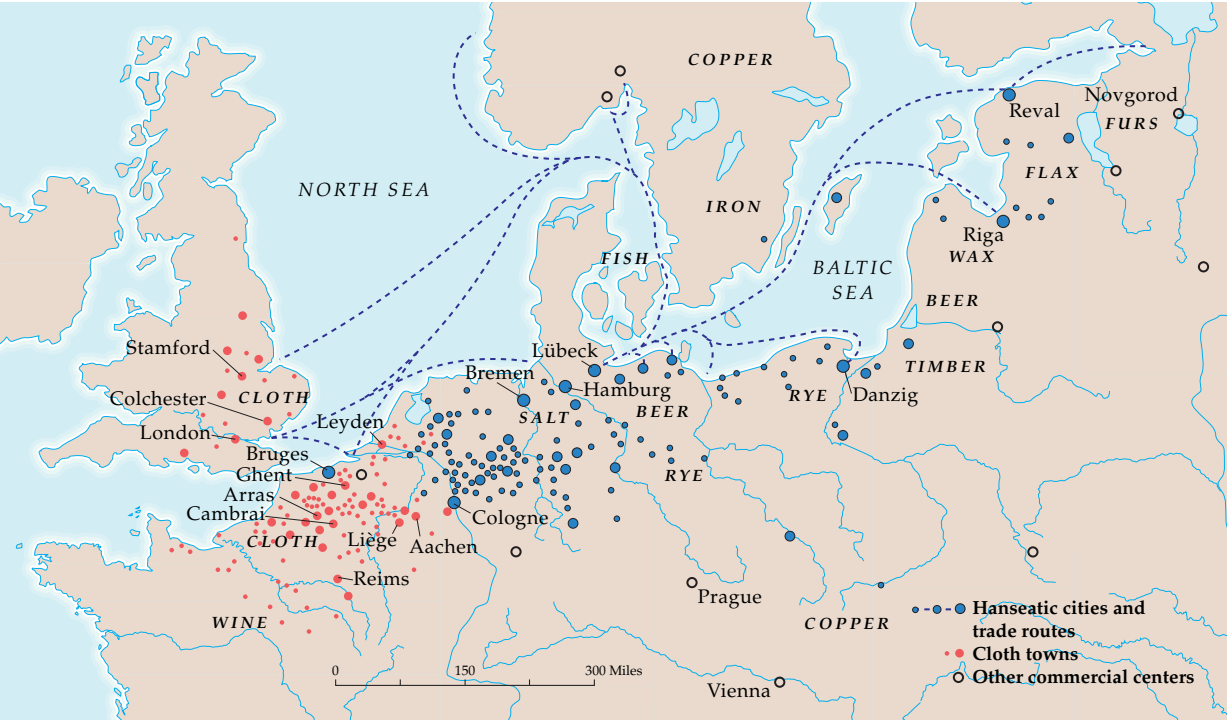 COPPER
Novgorod
FURS
Reval
FLAX
NORTH SEA
IRON
Riga
WAX
FISH
BALTIC
SEA
BEER
Stamford
Lübeck
Bremen
Hamburg
TIMBER
CLOTH
Colchester
SALT
BEER
RYE
Danzig
Leyden
London
Bruges
Ghent
RYE
Arras
Cambrai
Cologne
CLOTH
Liege
Aachen
Reims
Prague
WINE
COPPER
Hanseatic cities and
trade routes
Cloth towns
Other commercial centers
0 150 300 Miles
Vienna